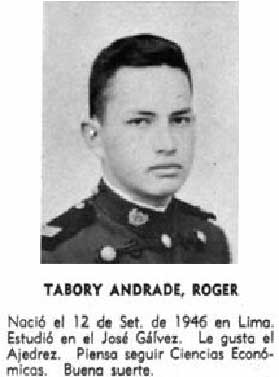 TABORY ANDRADE, ROGER
Nació el 12 de Set. de 1946 en Lima.
Estudió en el José Gálvez. Le gusta el
Ajedrez. Piensa seguir Ciencias Econó-
micas. Buena suerte.